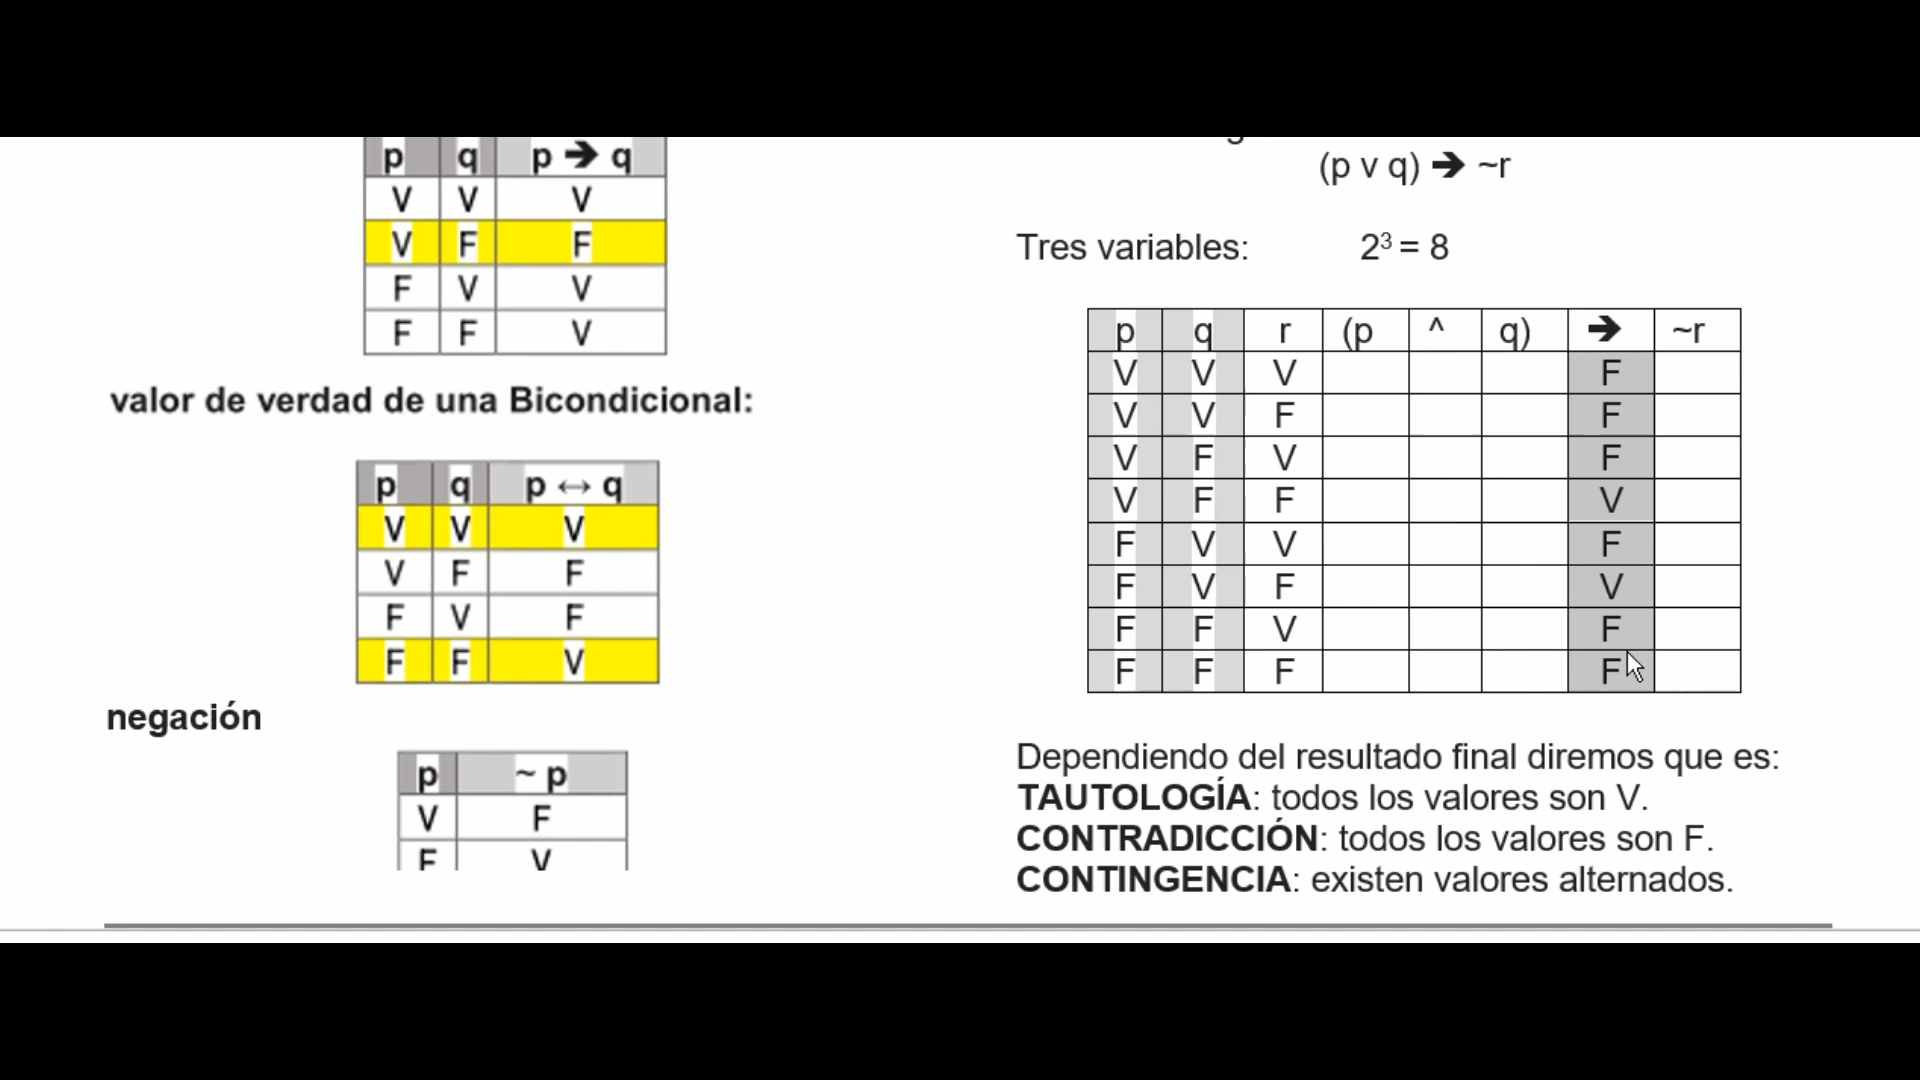 p q p ➔ q
V V V
V F F
F V V
F F V
valor de verdad de una Bicondicional:
p q p ↔ q
V V V
V F F
F V F
F F V
negación
p ~ p
V F
F V
(p v q) ➔ ~r
Tres variables: 2³ = 8
p q r (p ^ q) ➔ ~r
V V V F
V V F F
V F V F
V F F V
F V V F
F V F V
F F V F
F F F F
Dependiendo del resultado final diremos que es:
TAUTOLOGÍA: todos los valores son V.
CONTRADICCIÓN: todos los valores son F.
CONTINGENCIA: existen valores alternados.